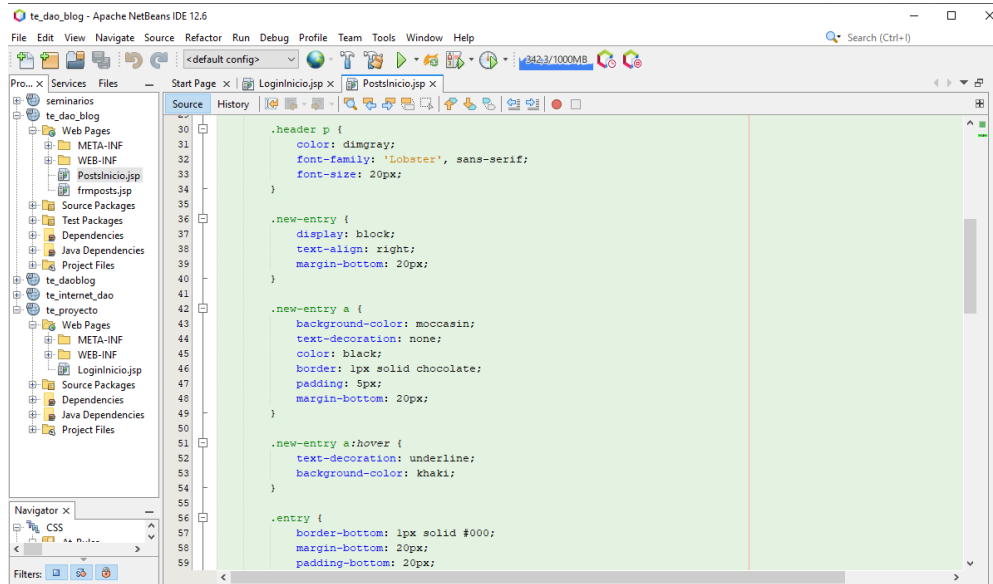 te_dao_blog - Apache NetBeans IDE 12.6
File Edit View Navigate Source Refactor Run Debug Profile Team Tools Window Help
Search (Ctrl+I)
<default config>
342,3/1000MB
Pro... Services Files
Start Page LoginInicio.jsp PostsInicio.jsp
Source History
seminarios
te_dao_blog
Web Pages
META-INF
WEB-INF
PostsInicio.jsp
frmposts.jsp
Source Packages
Test Packages
Dependencies
Java Dependencies
Project Files
te_daoblog
te_internet_dao
te_proyecto
Web Pages
META-INF
WEB-INF
LoginInicio.jsp
Source Packages
Dependencies
Java Dependencies
Project Files
Navigator
CSS
At-Rules
Filters:
29
30 .header p {
31 color: dimgray;
32 font-family: 'Lobster', sans-serif;
33 font-size: 20px;
34 }
35
36 .new-entry {
37 display: block;
38 text-align: right;
39 margin-bottom: 20px;
40 }
41
42 .new-entry a {
43 background-color: moccasin;
44 text-decoration: none;
45 color: black;
46 border: 1px solid chocolate;
47 padding: 5px;
48 margin-bottom: 20px;
49 }
50
51 .new-entry a:hover {
52 text-decoration: underline;
53 background-color: khaki;
54 }
55
56 .entry {
57 border-bottom: 1px solid #000;
58 margin-bottom: 20px;
59 padding-bottom: 20px;